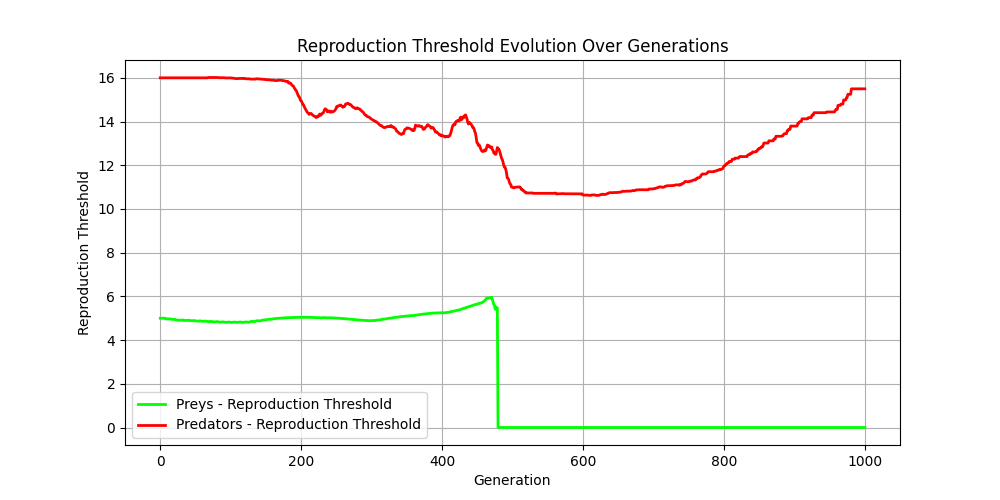 Reproduction Threshold Evolution Over Generations
Reproduction Threshold
16
14
12
10
8
6
4
2
0
Preys - Reproduction Threshold
Predators - Reproduction Threshold
0 200 400 600 800 1000
Generation